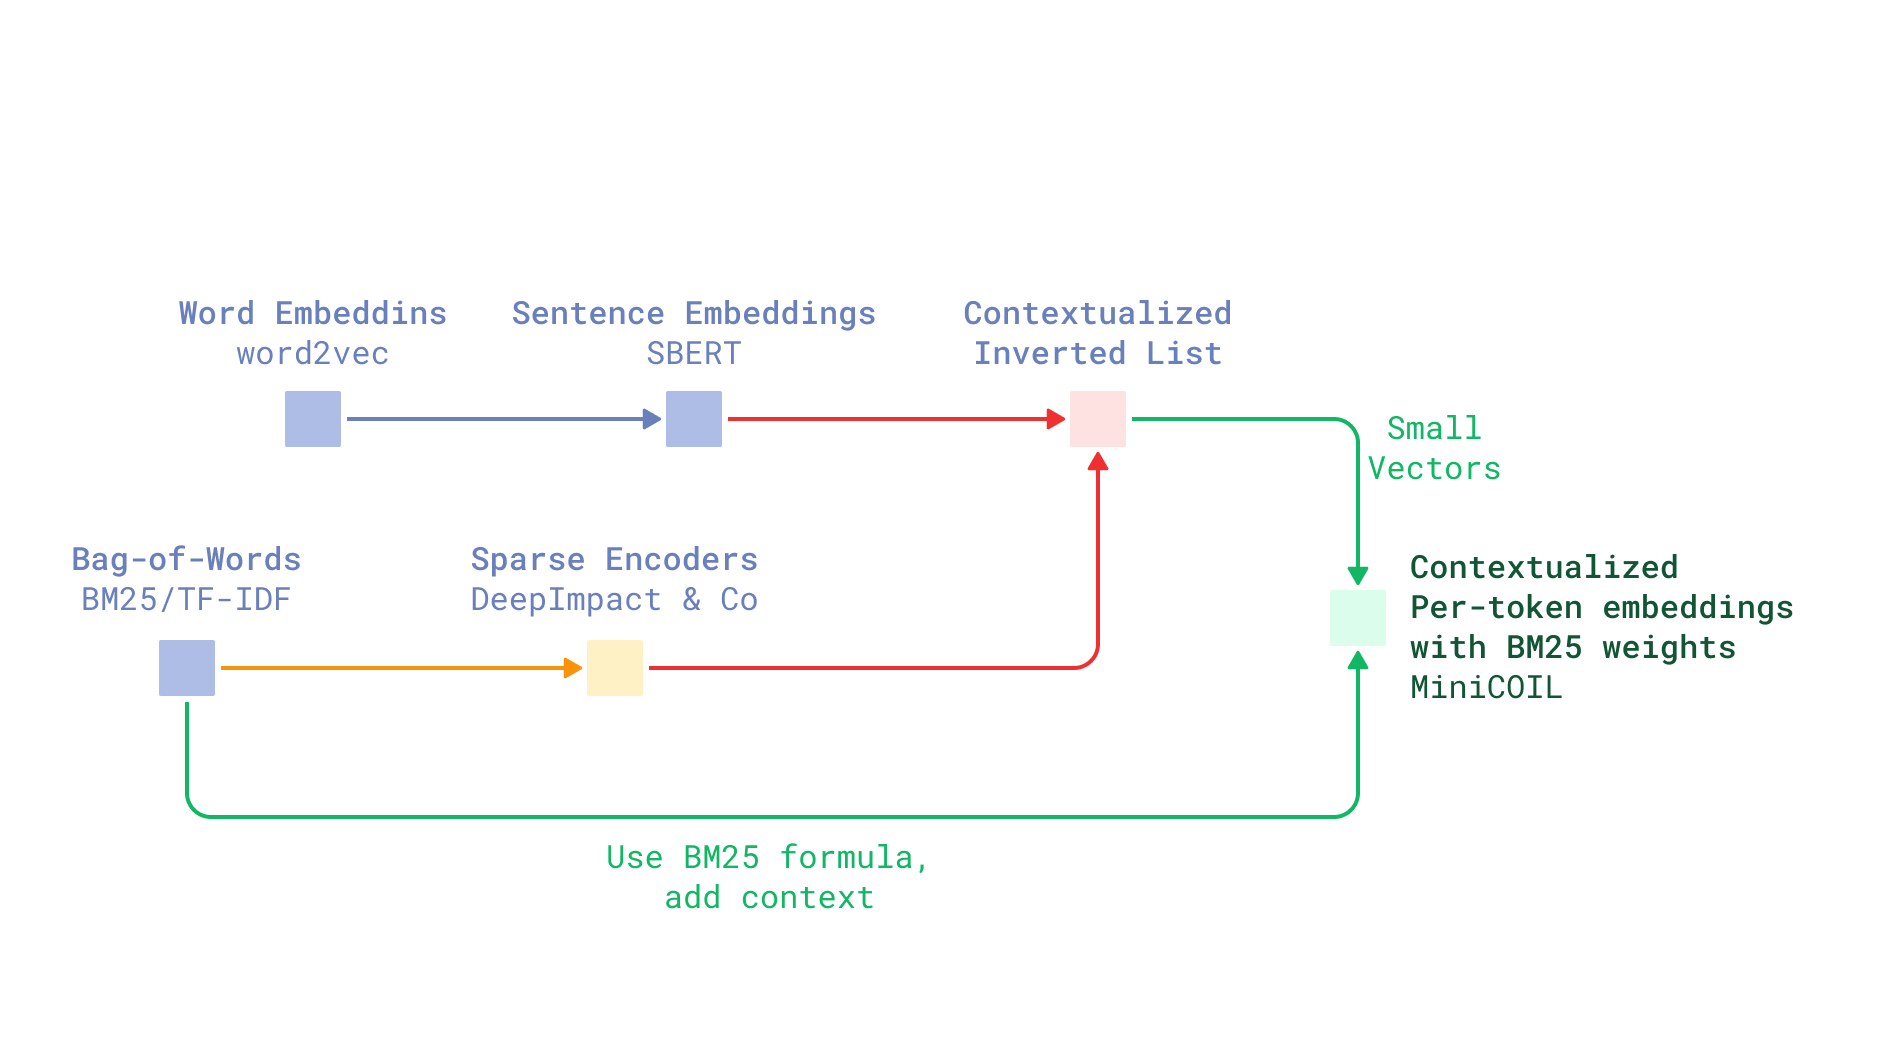 Word Embeddins
word2vec
Sentence Embeddings
SBERT
Contextualized
Inverted List
Small
Vectors
Bag-of-Words
BM25/TF-IDF
Sparse Encoders
DeepImpact & Co
Contextualized
Per-token embeddings
with BM25 weights
MiniCOIL
Use BM25 formula,
add context